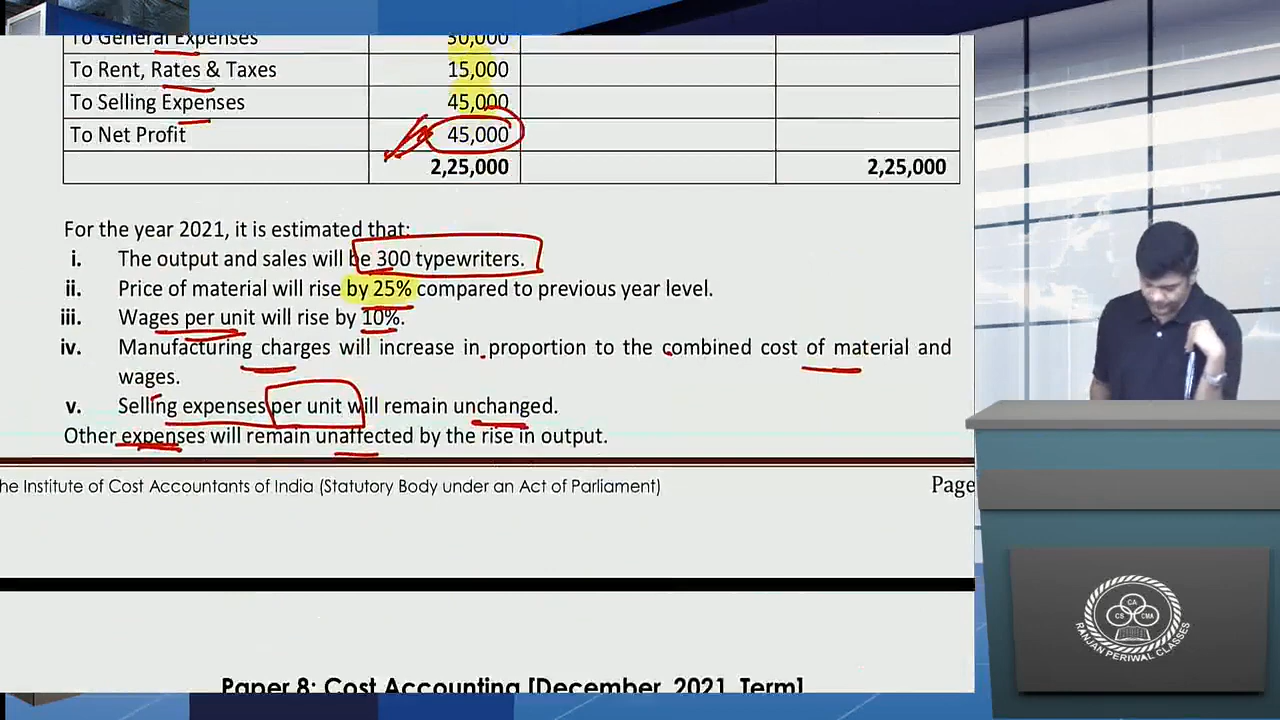 To General Expenses 30,000
To Rent, Rates & Taxes 15,000
To Selling Expenses 45,000
To Net Profit 45,000
2,25,000 2,25,000
For the year 2021, it is estimated that:
i. The output and sales will be 300 typewriters.
ii. Price of material will rise by 25% compared to previous year level.
iii. Wages per unit will rise by 10%.
iv. Manufacturing charges will increase in proportion to the combined cost of material and
wages.
v. Selling expenses per unit will remain unchanged.
Other expenses will remain unaffected by the rise in output.
he Institute of Cost Accountants of India (Statutory Body under an Act of Parliament) Page
Paper 8: Cost Accounting [December, 2021 Term]
CA
CS CMA
RANJAN PERIWAL CLASSES